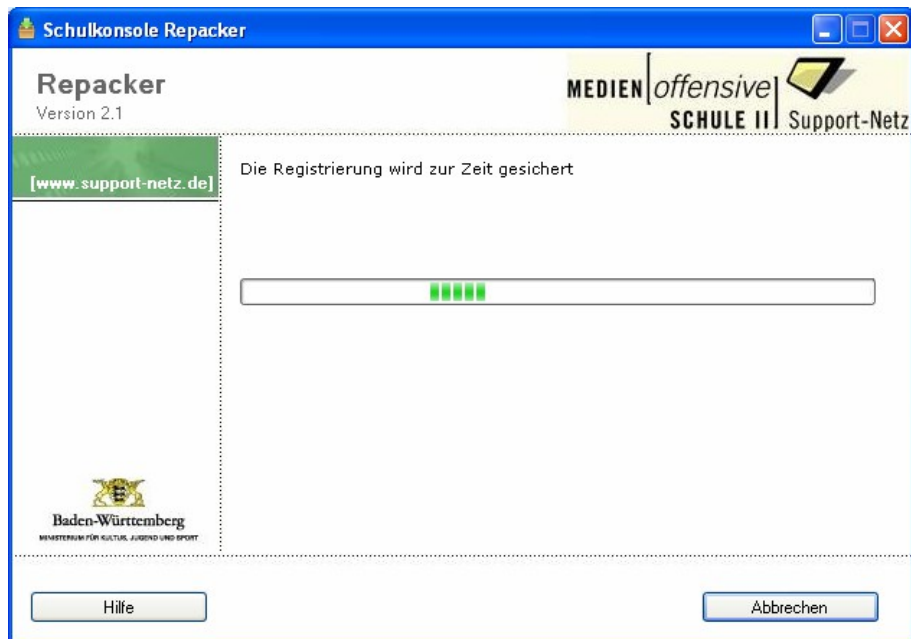 Schulkonsole Repacker
Repacker
Version 2.1
MEDIEN offensive
SCHULE II Support-Netz
[www.support-netz.de]
Die Registrierung wird zur Zeit gesichert
Baden-Württemberg
MINISTERIUM FÜR KULTUS, JUGEND UND SPORT
Hilfe
Abbrechen